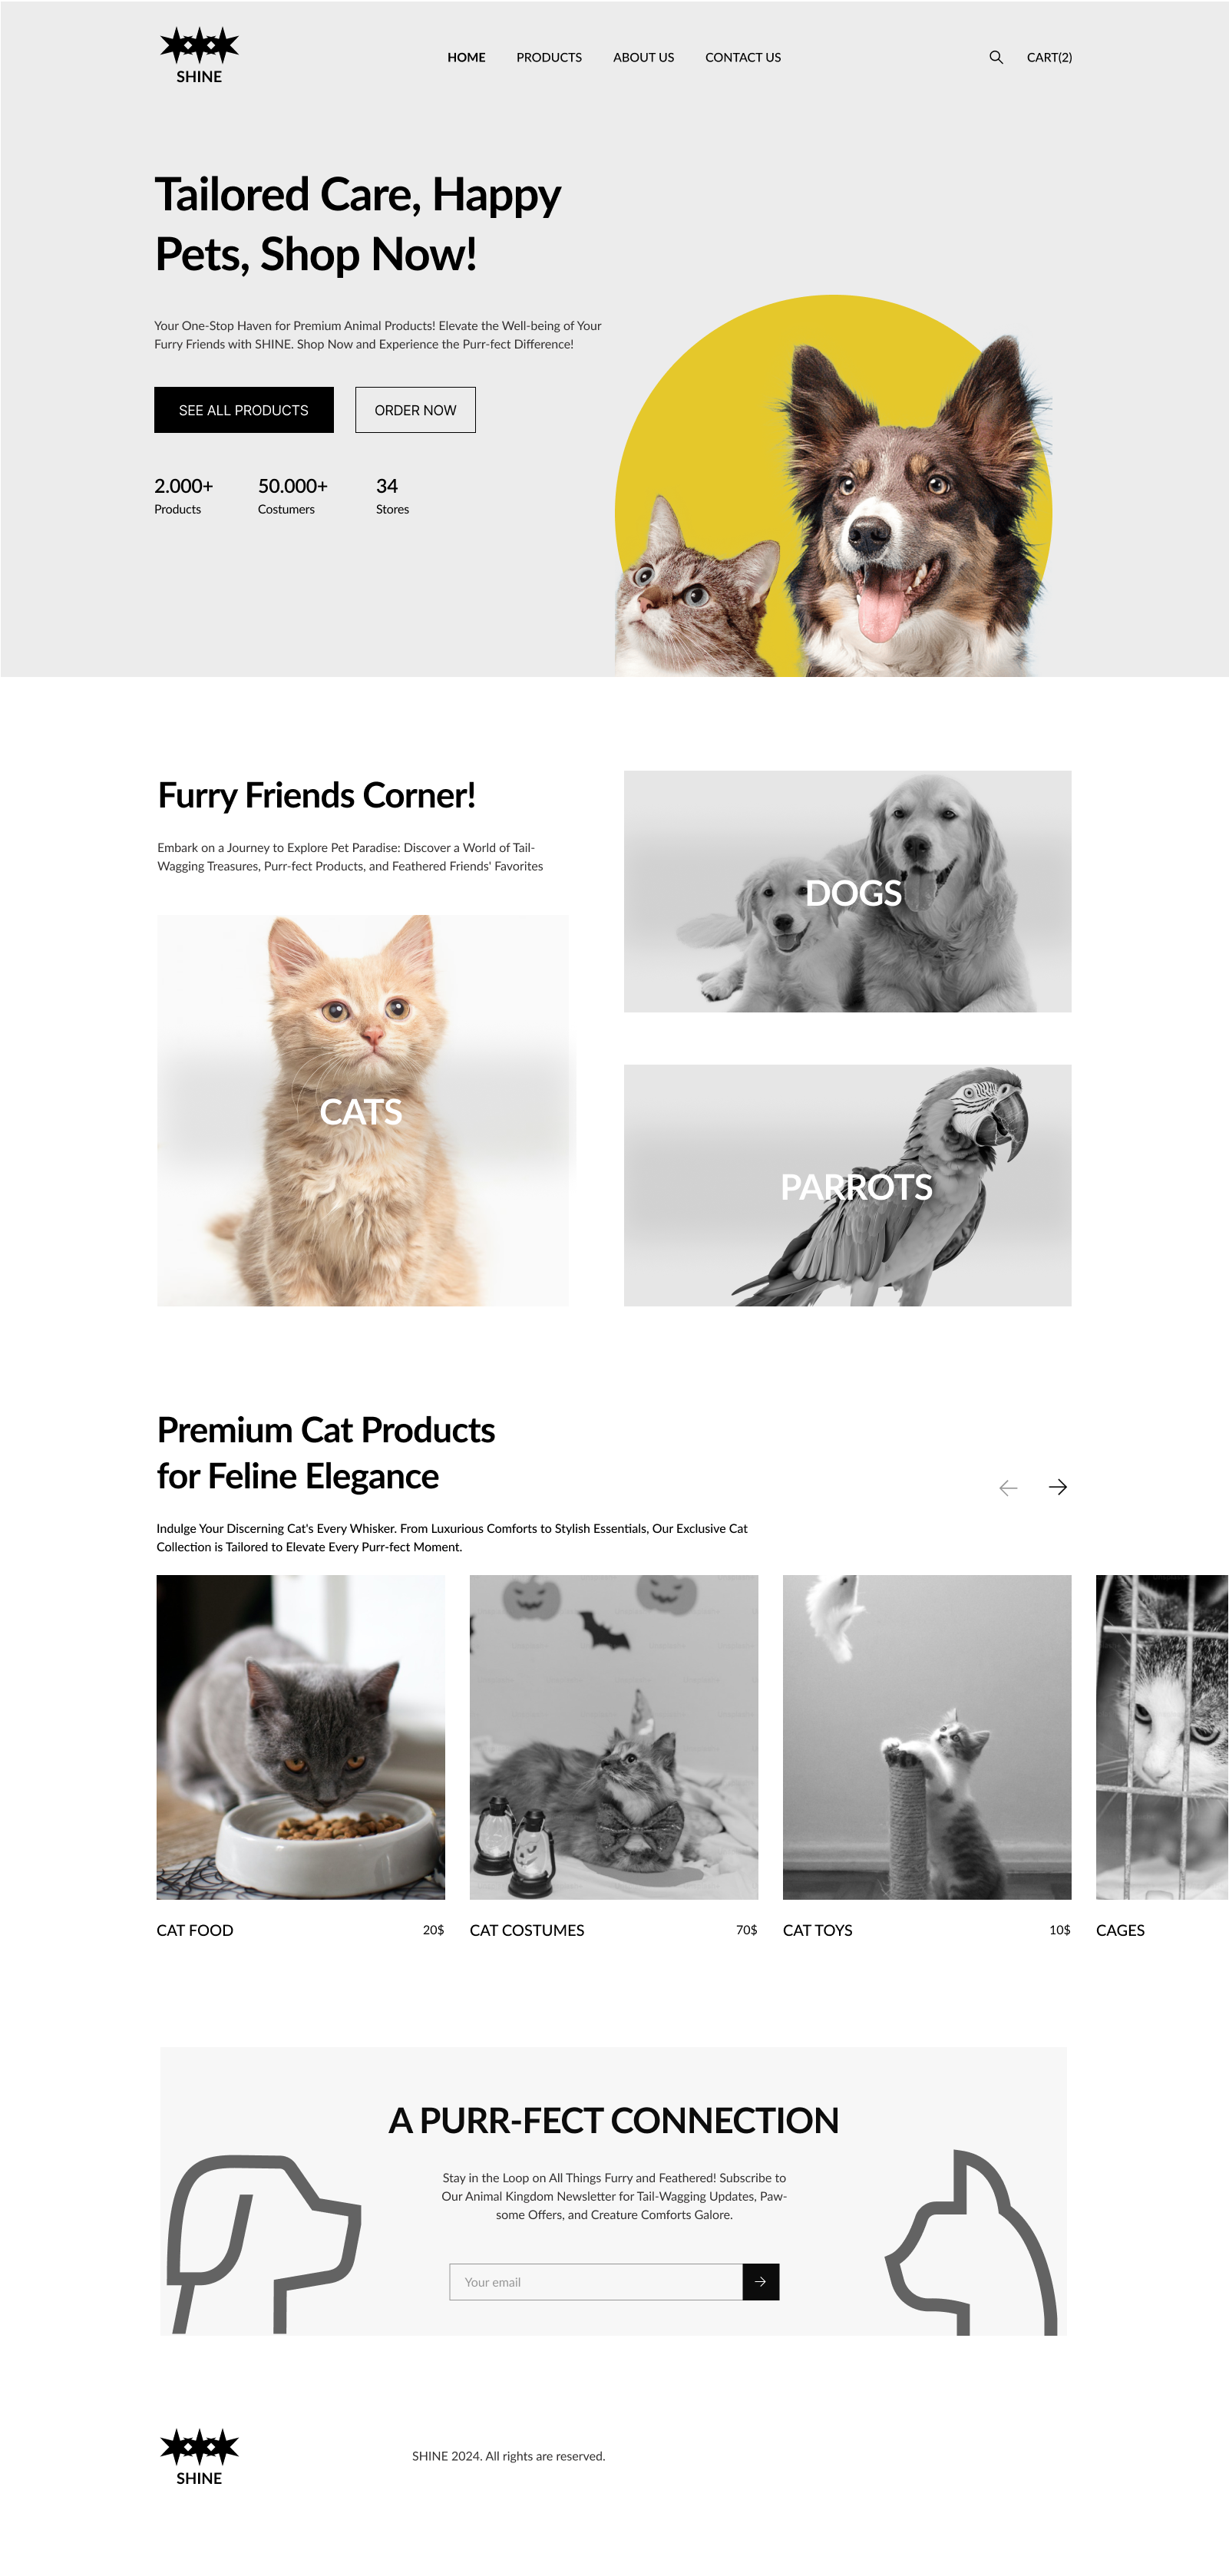 SHINE
HOME PRODUCTS ABOUT US CONTACT US
CART(2)
Tailored Care, Happy
Pets, Shop Now!
Your One-Stop Haven for Premium Animal Products! Elevate the Well-being of Your
Furry Friends with SHINE. Shop Now and Experience the Purr-fect Difference!
SEE ALL PRODUCTS ORDER NOW
2.000+ 50.000+ 34
Products Costumers Stores
Furry Friends Corner!
Embark on a Journey to Explore Pet Paradise: Discover a World of Tail-
Wagging Treasures, Purr-fect Products, and Feathered Friends' Favorites
DOGS
CATS
PARROTS
Premium Cat Products
for Feline Elegance
Indulge Your Discerning Cat's Every Whisker. From Luxurious Comforts to Stylish Essentials, Our Exclusive Cat
Collection is Tailored to Elevate Every Purr-fect Moment.
CAT FOOD 20$ CAT COSTUMES 70$ CAT TOYS 10$ CAGES
A PURR-FECT CONNECTION
Stay in the Loop on All Things Furry and Feathered! Subscribe to
Our Animal Kingdom Newsletter for Tail-Wagging Updates, Paw-
some Offers, and Creature Comforts Galore.
Your email
SHINE
SHINE 2024. All rights are reserved.